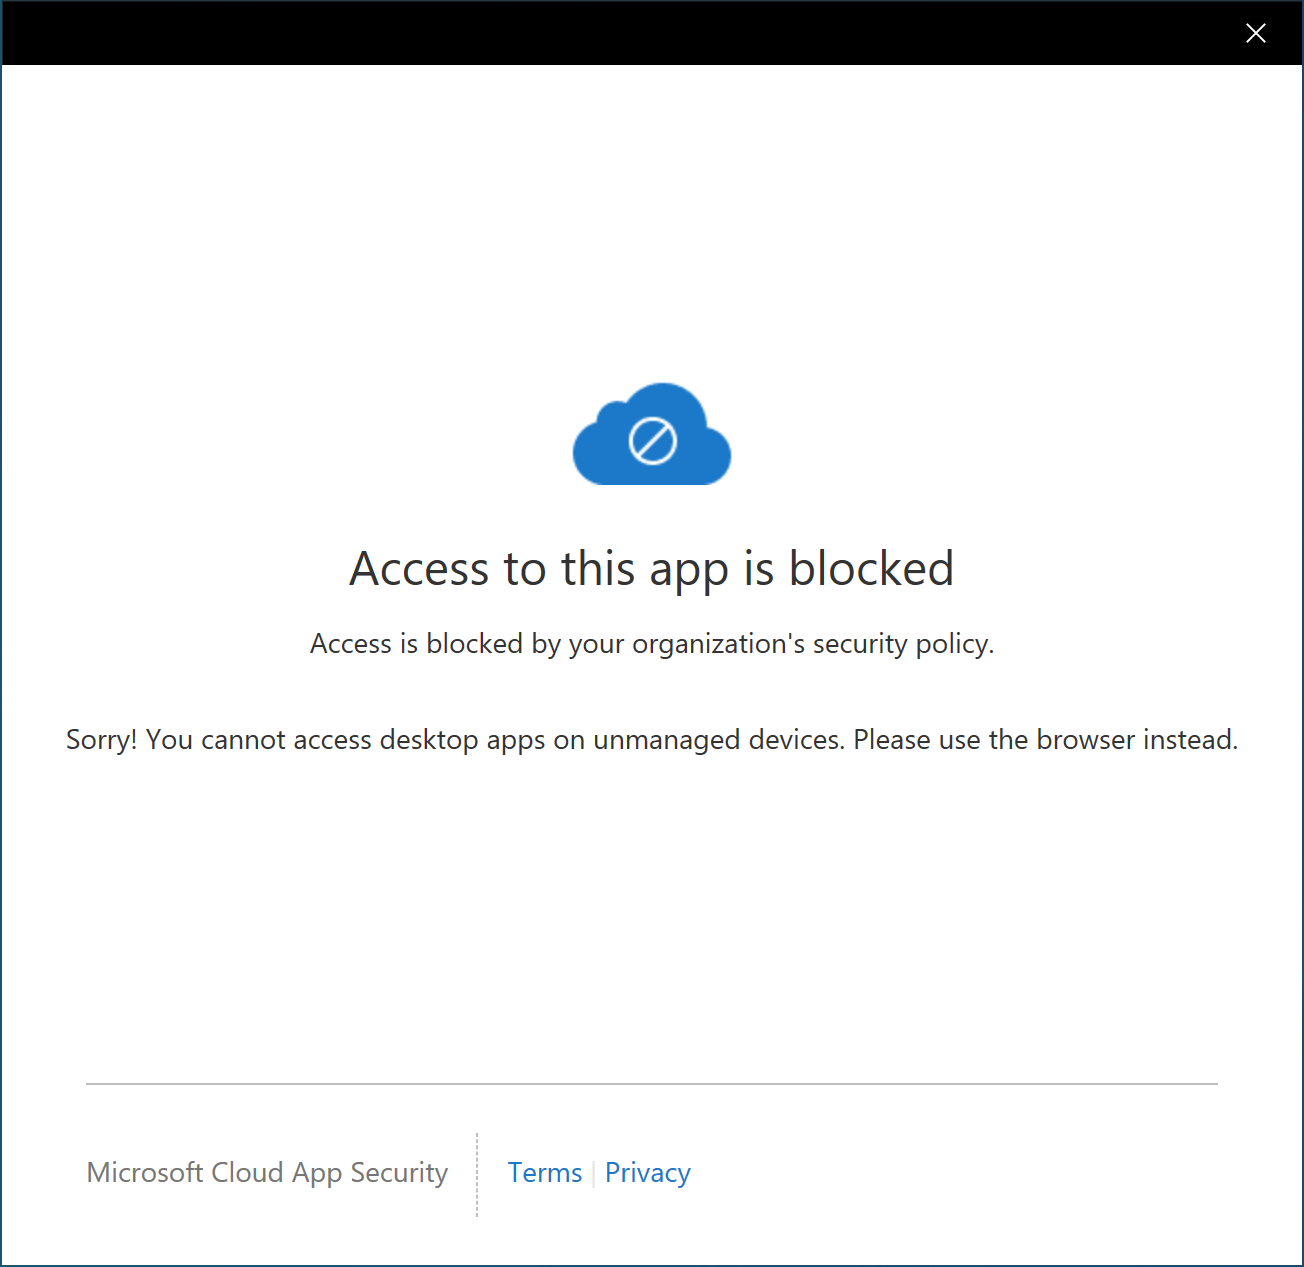 Access to this app is blocked
Access is blocked by your organization's security policy.
Sorry! You cannot access desktop apps on unmanaged devices. Please use the browser instead.
Microsoft Cloud App Security
Terms | Privacy